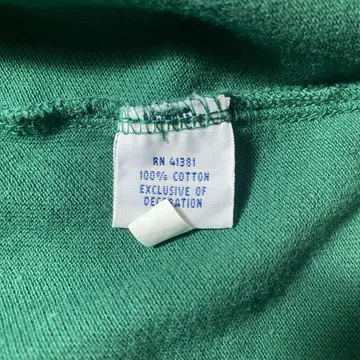 RN 41381
100% COTTON
EXCLUSIVE OF
DECORATION